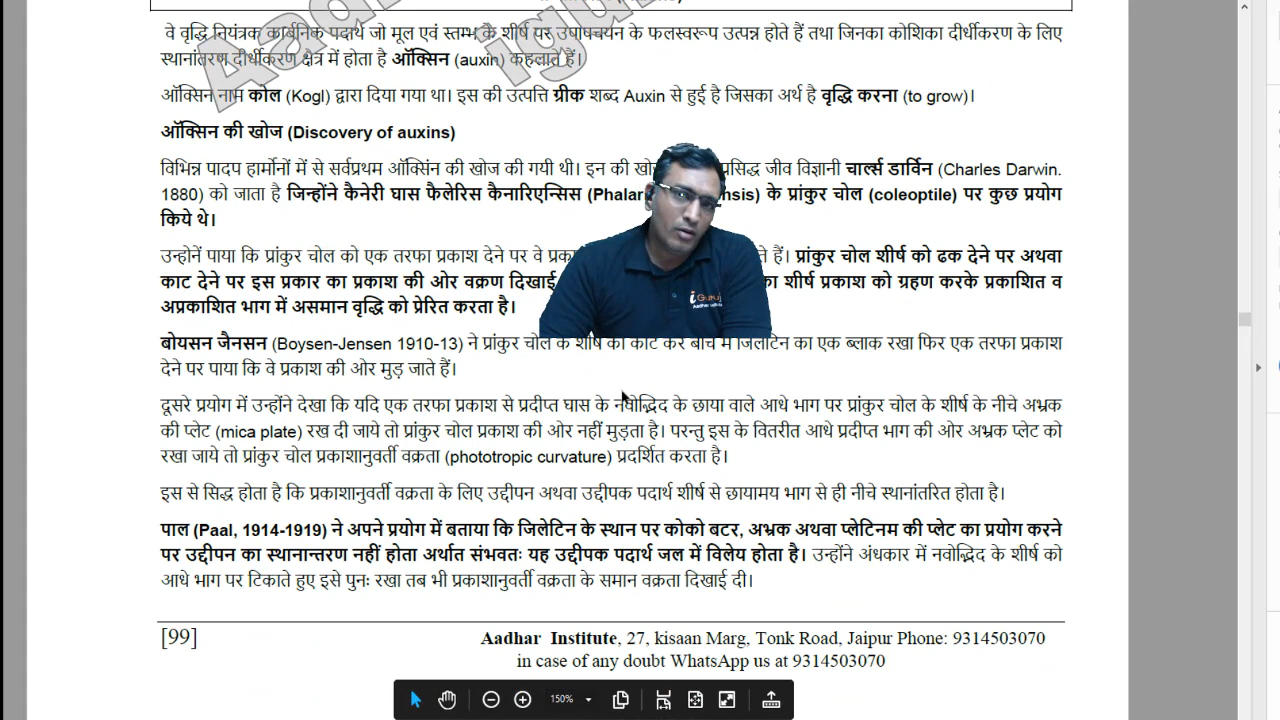 वे वृद्धि नियंत्रक कार्बनिक पदार्थ जो मूल एवं स्तम्भ के शीर्ष पर उपापचयन के फलस्वरूप उत्पन्न होते हैं तथा जिनका कोशिका दीर्धीकरण के लिए
स्थानांतरण दीर्धीकरण क्षेत्र में होता है ऑक्सिन (auxin) कहलाते हैं।
ऑक्सिन नाम कोल (Kogl) द्वारा दिया गया था। इस की उत्पत्ति ग्रीक शब्द Auxin से हुई है जिसका अर्थ है वृद्धि करना (to grow)।
ऑक्सिन की खोज (Discovery of auxins)
विभिन्न पादप हार्मोनों में से सर्वप्रथम ऑक्सिंन की खोज की गयी थी। इन की प्रसिद्ध जीव विज्ञानी चार्ल्स डार्विन (Charles Darwin.
1880) को जाता है जिन्होंने कैनेरी घास फैलेरिस कैनारिएन्सिस के प्रांकुर चोल (coleoptile) पर कुछ प्रयोग
किये थे।
उन्होनें पाया कि प्रांकुर चोल को एक तरफा प्रकाश देने पर वे हैं। प्रांकुर चोल शीर्ष को ढक देने पर अथवा
काट देने पर इस प्रकार का प्रकाश की ओर वक्रण दिखाई शीर्ष प्रकाश को ग्रहण करके प्रकाशित व
अप्रकाशित भाग में असमान वृद्धि को प्रेरित करता है।
बोयसन जैनसन (Boysen-Jensen 1910-13) ने प्रांकुर चोल के शीर्ष को काट कर बीच में जिलेटिन का एक ब्लाक रखा फिर एक तरफा प्रकाश
देने पर पाया कि वे प्रकाश की ओर मुड़ जाते हैं।
दूसरे प्रयोग में उन्होंने देखा कि यदि एक तरफा प्रकाश से प्रदीप्त घास के नवोद्भिद के छाया वाले आधे भाग पर प्रांकुर चोल के शीर्ष के नीचे अभ्रक
की प्लेट (mica plate) रख दी जाये तो प्रांकुर चोल प्रकाश की ओर नहीं मुड़ता है। परन्तु इस के वितरीत आधे प्रदीप्त भाग की ओर अभ्रक प्लेट को
रखा जाये तो प्रांकुर चोल प्रकाशानुवर्ती वक्रता (phototropic curvature) प्रदर्शित करता है।
इस से सिद्ध होता है कि प्रकाशानुवर्ती वक्रता के लिए उद्दीपन अथवा उद्दीपक पदार्थ शीर्ष से छायामय भाग से ही नीचे स्थानांतरित होता है।
पाल (Paal, 1914-1919) ने अपने प्रयोग में बताया कि जिलेटिन के स्थान पर कोको बटर, अभ्रक अथवा प्लेटिनम की प्लेट का प्रयोग करने
पर उद्दीपन का स्थानान्तरण नहीं होता अर्थात संभवतः यह उद्दीपक पदार्थ जल में विलेय होता है। उन्होंने अंधकार में नवोद्भिद के शीर्ष को
आधे भाग पर टिकाते हुए इसे पुनः रखा तब भी प्रकाशानुवर्ती वक्रता के समान वक्रता दिखाई दी।
[99]
Aadhar Institute, 27, kisaan Marg, Tonk Road, Jaipur Phone: 9314503070
in case of any doubt WhatsApp us at 9314503070
150%